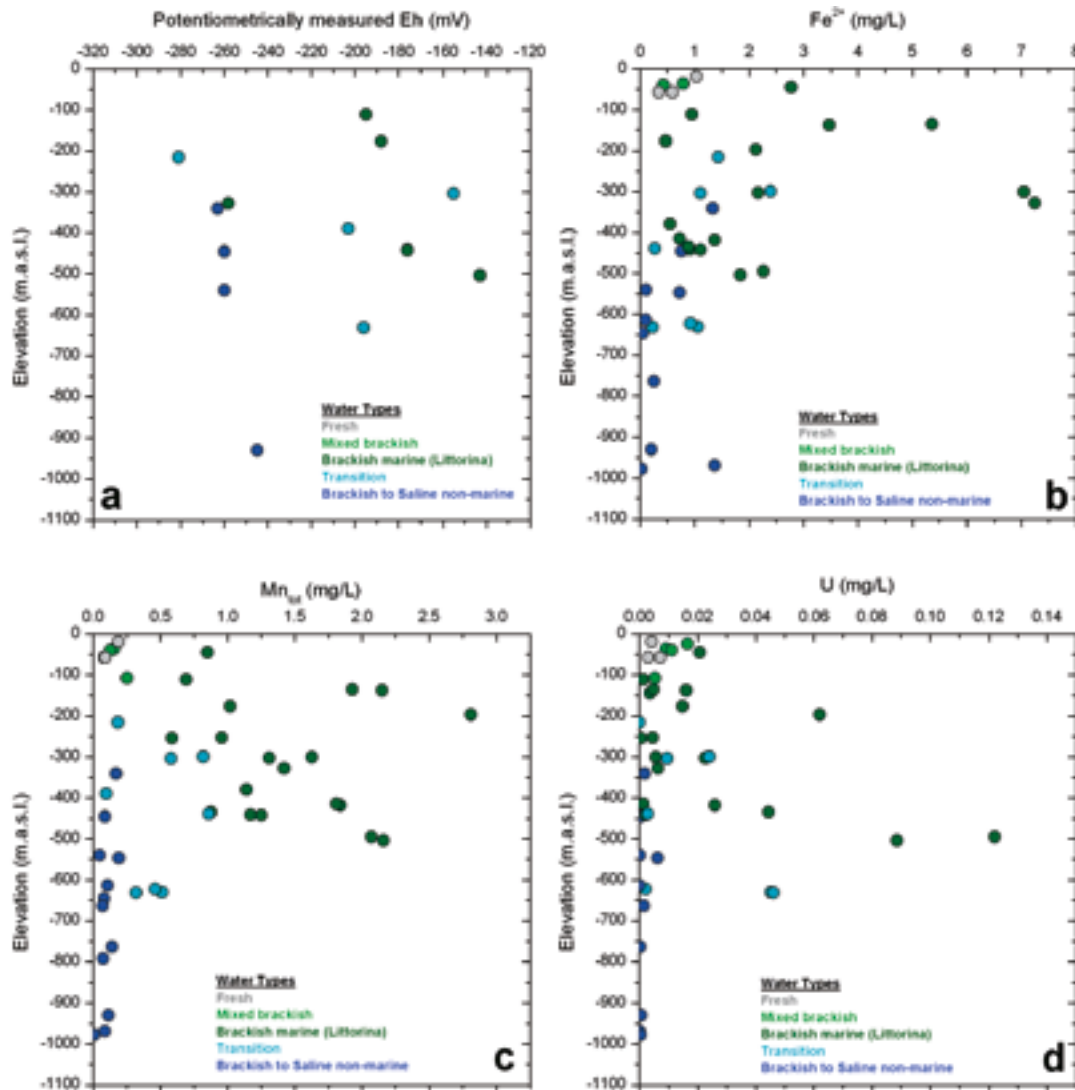 Potentiometrically measured Eh (mV)
-320 -300 -280 -260 -240 -220 -200 -180 -160 -140 -120
0
-100
-200
-300
-400
-500
-600
-700
-800
-900
-1000
-1100
Elevation (m.a.s.l.)
Water Types
Fresh
Mixed brackish
Brackish marine (Littorina)
Transition
Brackish to Saline non-marine
a
Fe²⁺ (mg/L)
0 1 2 3 4 5 6 7 8
0
-100
-200
-300
-400
-500
-600
-700
-800
-900
-1000
-1100
Elevation (m.a.s.l.)
Water Types
Fresh
Mixed brackish
Brackish marine (Littorina)
Transition
Brackish to Saline non-marine
b
Mn tot (mg/L)
0.0 0.5 1.0 1.5 2.0 2.5 3.0
0
-100
-200
-300
-400
-500
-600
-700
-800
-900
-1000
-1100
Elevation (m.a.s.l.)
Water Types
Fresh
Mixed brackish
Brackish marine (Littorina)
Transition
Brackish to Saline non-marine
c
U (mg/L)
0.00 0.02 0.04 0.06 0.08 0.10 0.12 0.14
0
-100
-200
-300
-400
-500
-600
-700
-800
-900
-1000
-1100
Elevation (m.a.s.l.)
Water Types
Fresh
Mixed brackish
Brackish marine (Littorina)
Transition
Brackish to Saline non-marine
d